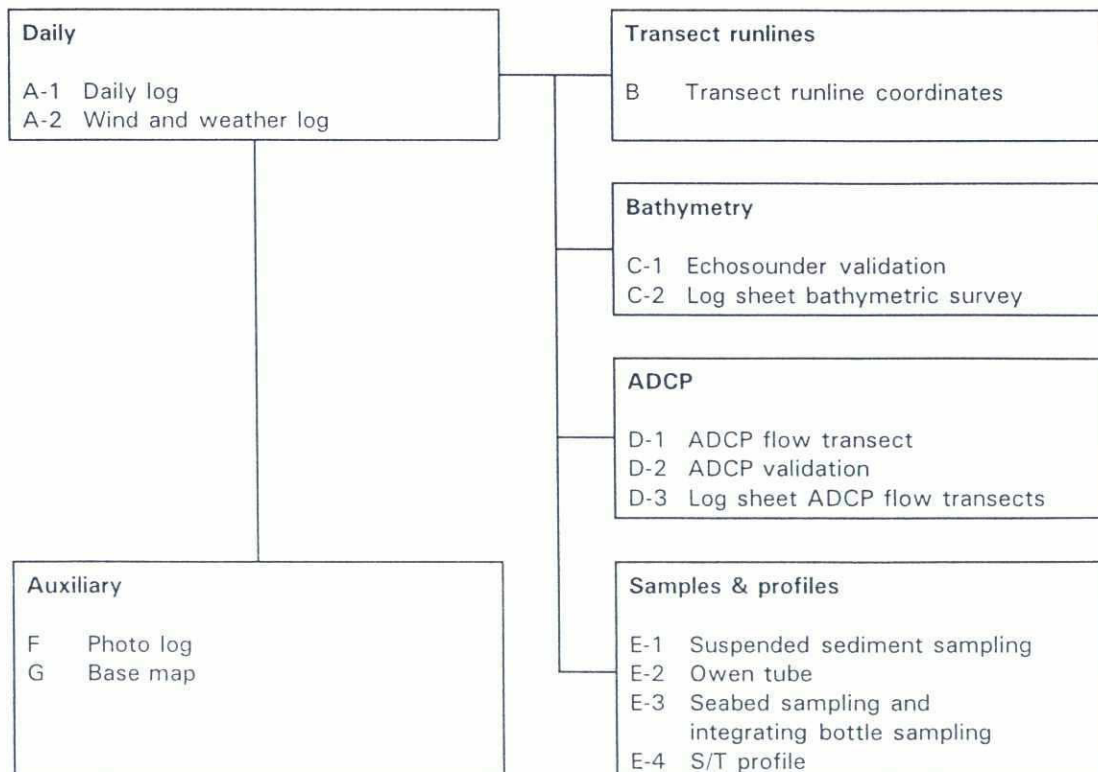 Daily
A-1 Daily log
A-2 Wind and weather log
Transect runlines
B Transect runline coordinates
Bathymetry
C-1 Echosounder validation
C-2 Log sheet bathymetric survey
ADCP
D-1 ADCP flow transect
D-2 ADCP validation
D-3 Log sheet ADCP flow transects
Auxiliary
F Photo log
G Base map
Samples & profiles
E-1 Suspended sediment sampling
E-2 Owen tube
E-3 Seabed sampling and
integrating bottle sampling
E-4 S/T profile